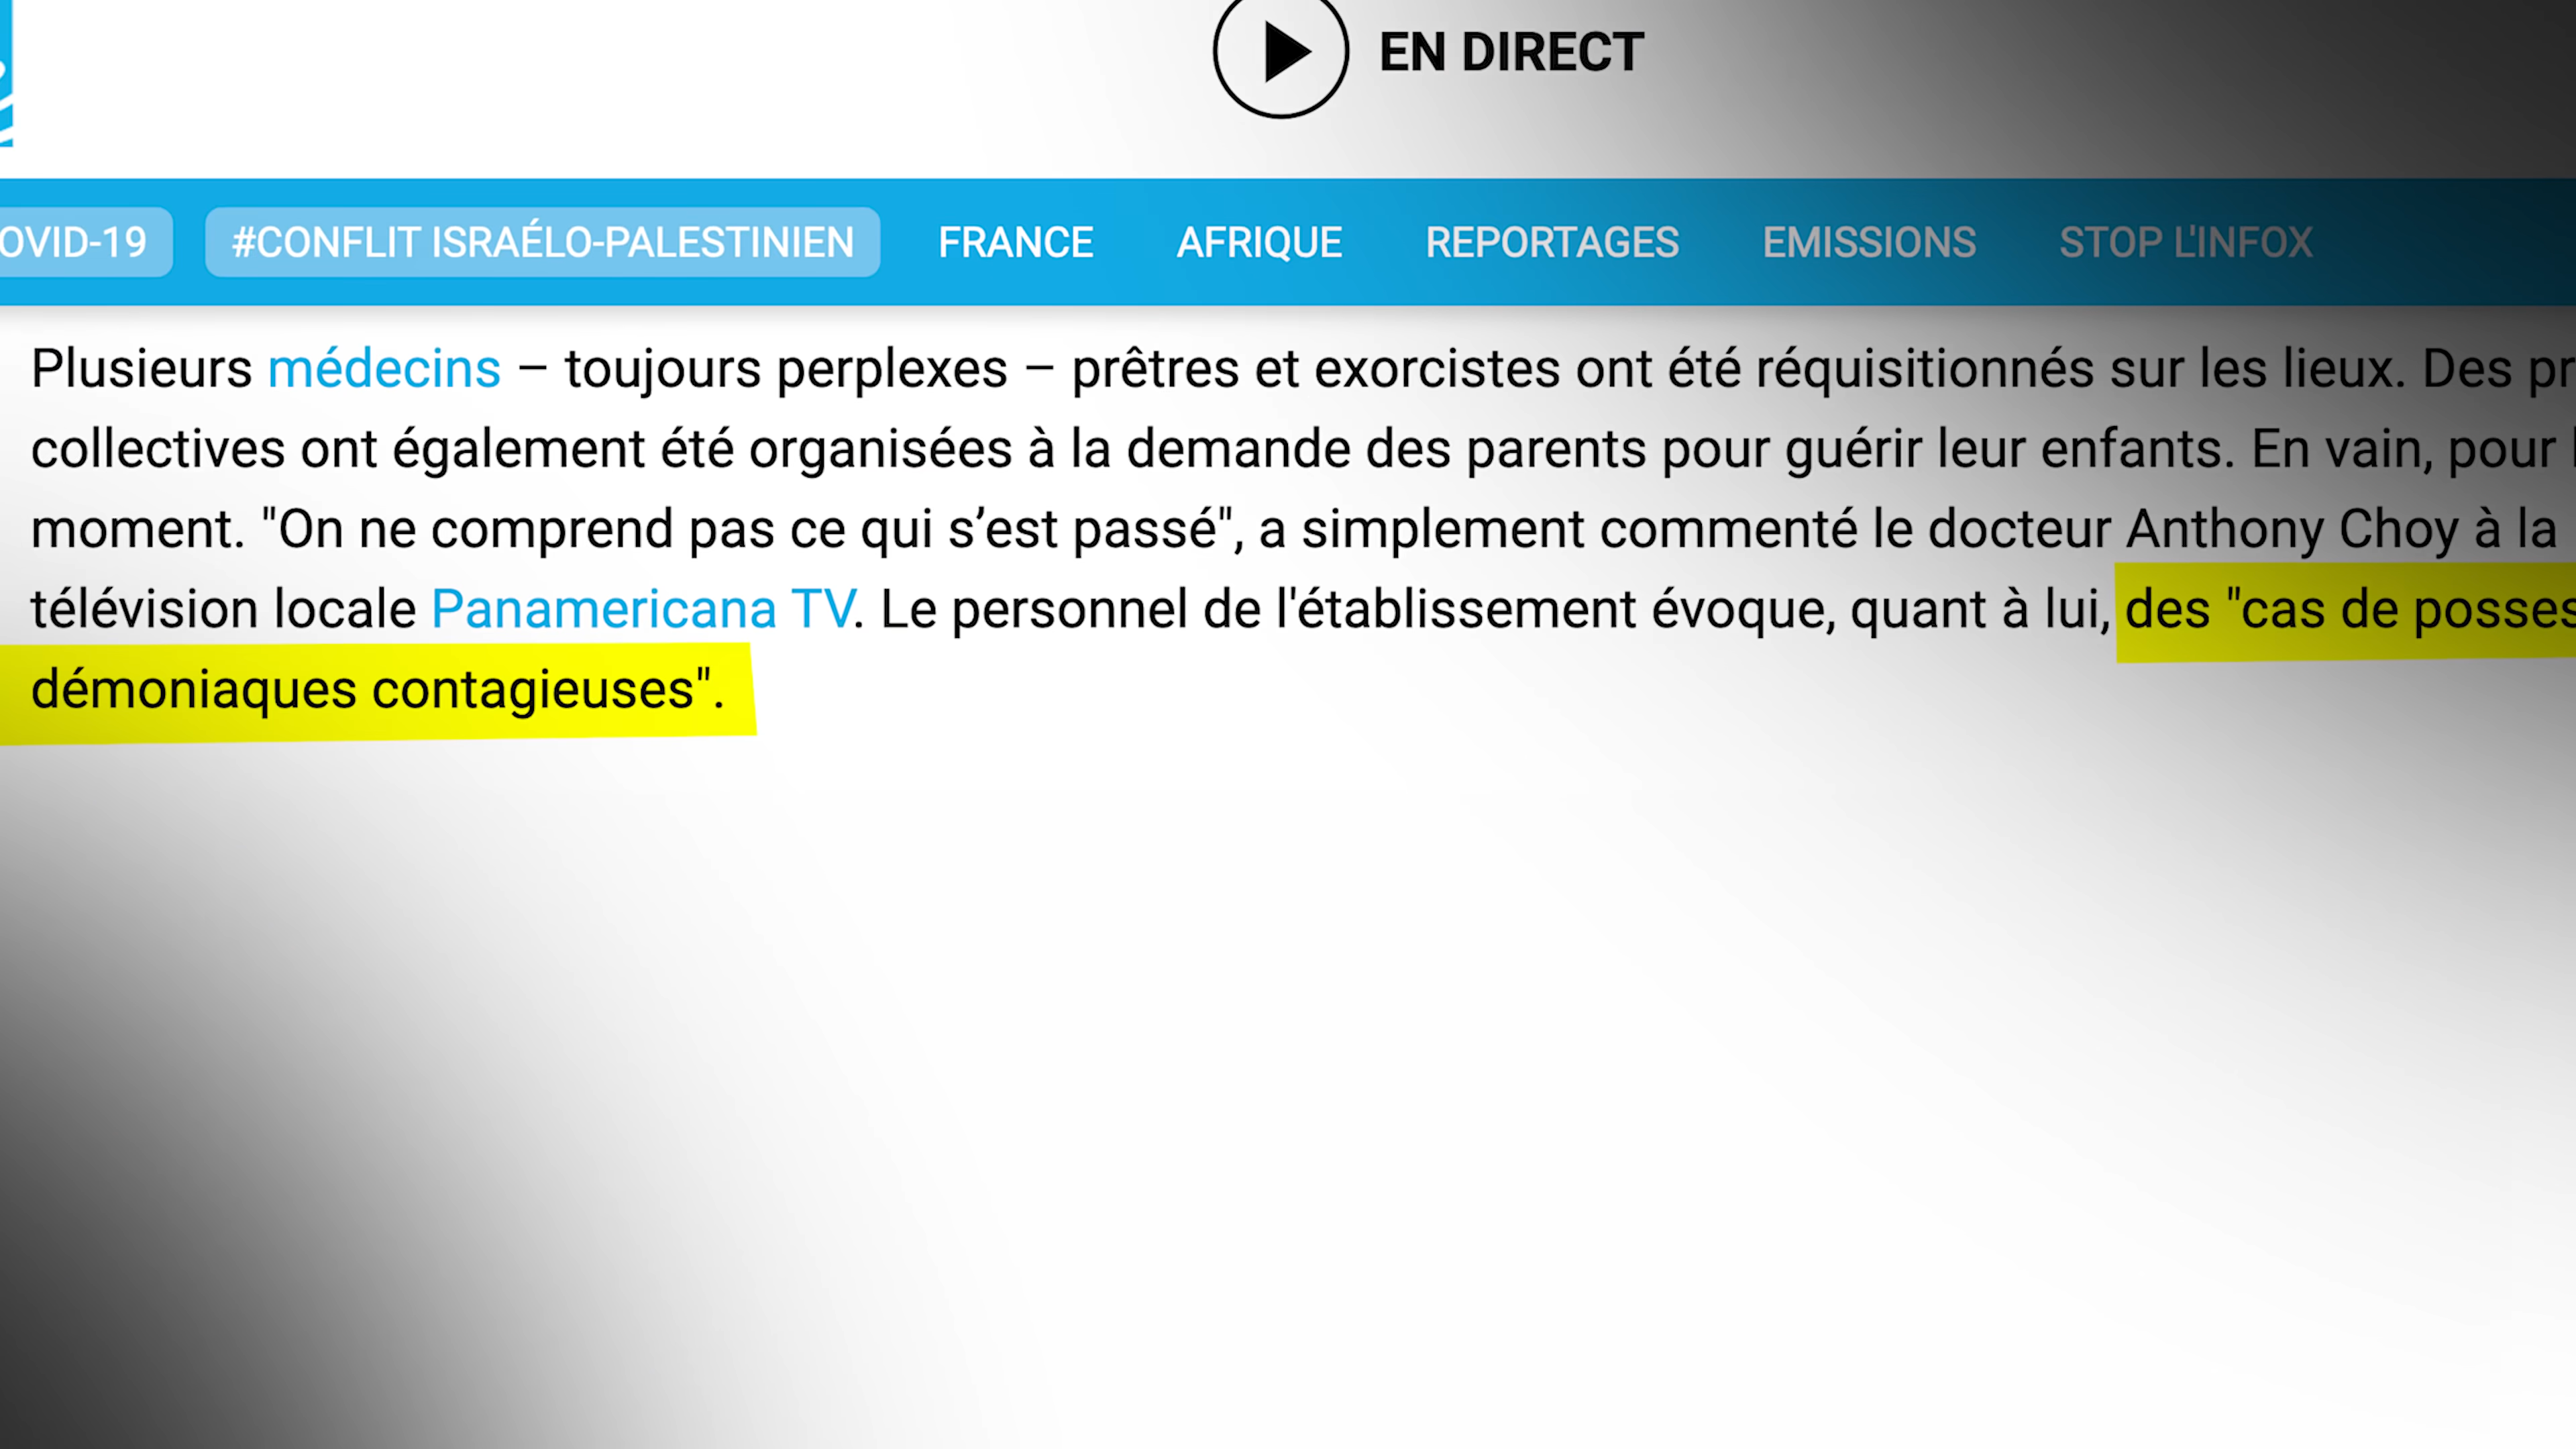 EN DIRECT
OVID-19 #CONFLIT ISRAÉLO-PALESTINIEN FRANCE AFRIQUE REPORTAGES EMISSIONS STOP L'INFOX
Plusieurs médecins – toujours perplexes – prêtres et exorcistes ont été réquisitionnés sur les lieux. Des pr
collectives ont également été organisées à la demande des parents pour guérir leur enfants. En vain, pour
moment. "On ne comprend pas ce qui s’est passé", a simplement commenté le docteur Anthony Choy à la
télévision locale Panamericana TV. Le personnel de l'établissement évoque, quant à lui, des "cas de posses
démoniaques contagieuses".